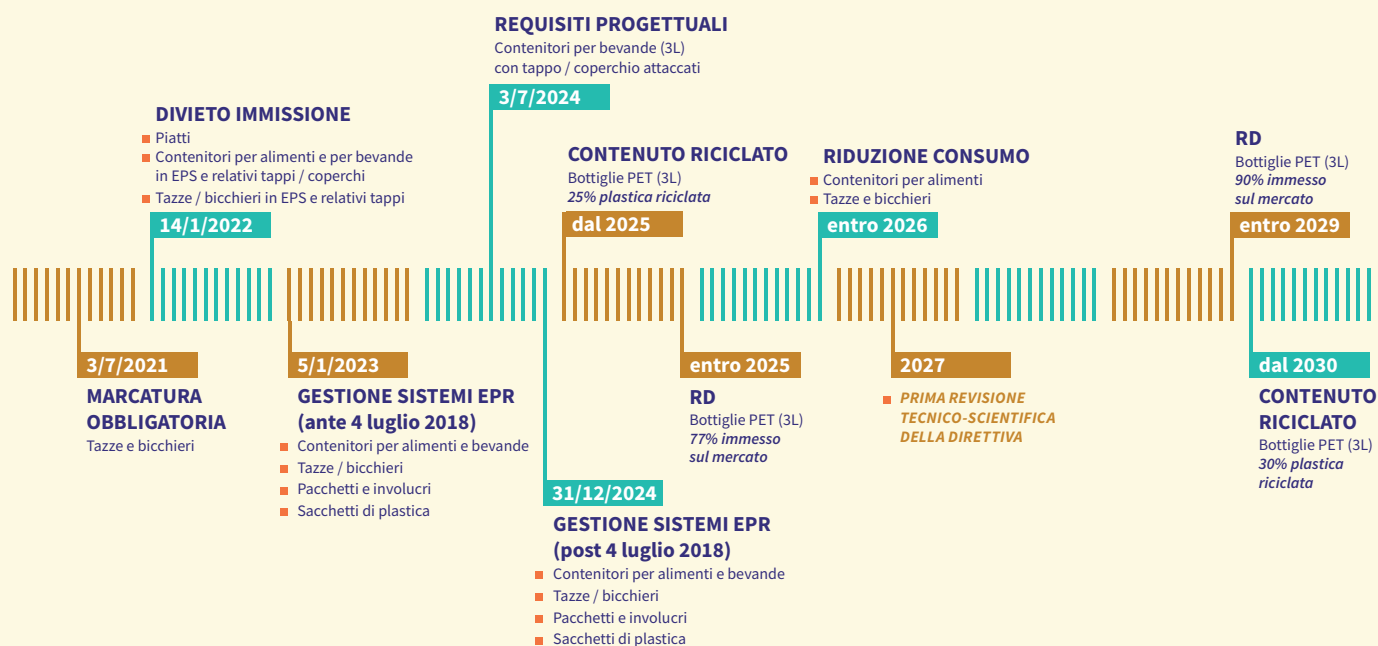 REQUISITI PROGETTUALI
Contenitori per bevande (3L)
con tappo / coperchio attaccati
3/7/2024
DIVIETO IMMISSIONE
Piatti
Contenitori per alimenti e per bevande
in EPS e relativi tappi / coperchi
Tazze / bicchieri in EPS e relativi tappi
14/1/2022
CONTENUTO RICICLATO
Bottiglie PET (3L)
25% plastica riciclata
dal 2025
RIDUZIONE CONSUMO
Contenitori per alimenti
Tazze e bicchieri
entro 2026
RD
Bottiglie PET (3L)
90% immesso
sul mercato
entro 2029
3/7/2021
MARCATURA
OBBLIGATORIA
Tazze e bicchieri
5/1/2023
GESTIONE SISTEMI EPR
(ante 4 luglio 2018)
Contenitori per alimenti e bevande
Tazze / bicchieri
Pacchetti e involucri
Sacchetti di plastica
31/12/2024
GESTIONE SISTEMI EPR
(post 4 luglio 2018)
Contenitori per alimenti e bevande
Tazze / bicchieri
Pacchetti e involucri
Sacchetti di plastica
entro 2025
RD
Bottiglie PET (3L)
77% immesso
sul mercato
2027
PRIMA REVISIONE
TECNICO-SCIENTIFICA
DELLA DIRETTIVA
dal 2030
CONTENUTO
RICICLATO
Bottiglie PET (3L)
30% plastica
riciclata